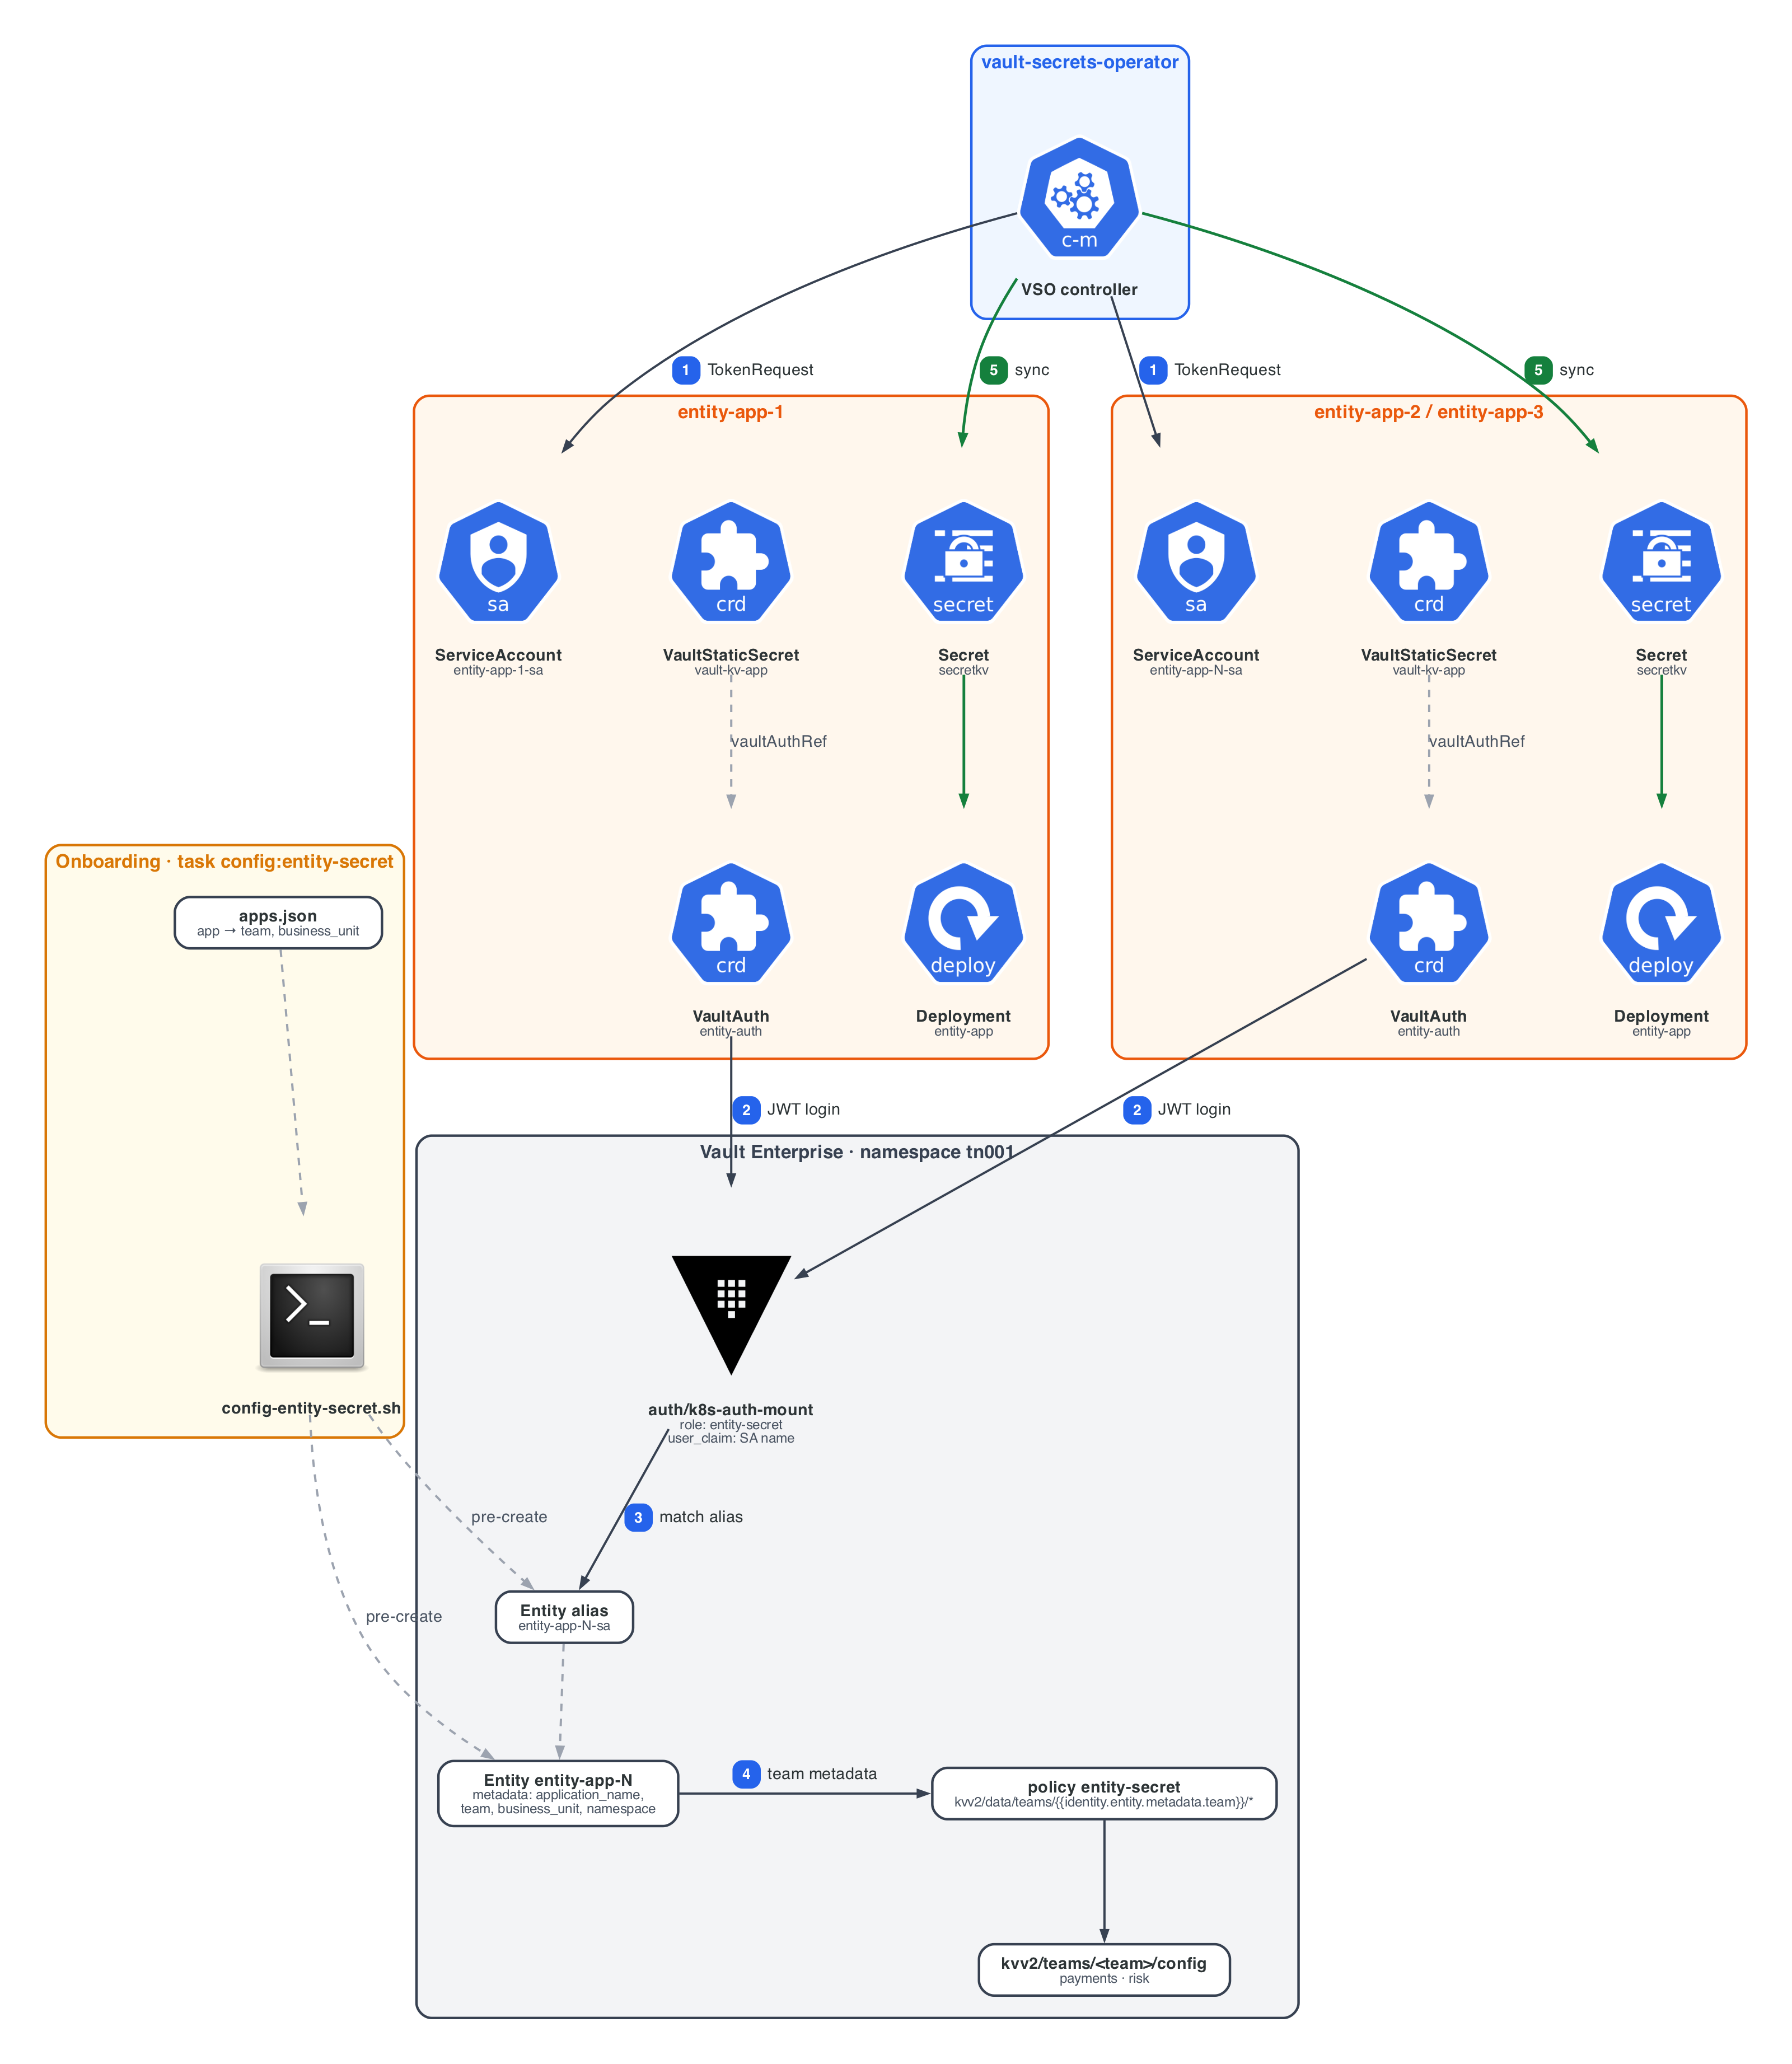 vault-secrets-operator
c-m
VSO controller
1 TokenRequest
5 sync
1 TokenRequest
5 sync
entity-app-1
sa
ServiceAccount
entity-app-1-sa
crd
VaultStaticSecret
vault-kv-app
secret
Secret
secretkv
vaultAuthRef
crd
VaultAuth
entity-auth
deploy
Deployment
entity-app
entity-app-2 / entity-app-3
sa
ServiceAccount
entity-app-N-sa
crd
VaultStaticSecret
vault-kv-app
secret
Secret
secretkv
vaultAuthRef
crd
VaultAuth
entity-auth
deploy
Deployment
entity-app
Onboarding · task config:entity-secret
apps.json
app → team, business_unit
>_
config-entity-secret.sh
pre-create
pre-create
2 JWT login
2 JWT login
Vault Enterprise · namespace tn001
auth/k8s-auth-mount
role: entity-secret
user_claim: SA name
3 match alias
Entity alias
entity-app-N-sa
Entity entity-app-N
metadata: application_name,
team, business_unit, namespace
4 team metadata
policy entity-secret
kvv2/data/teams/{{identity.entity.metadata.team}}/*
kvv2/teams/<team>/config
payments · risk